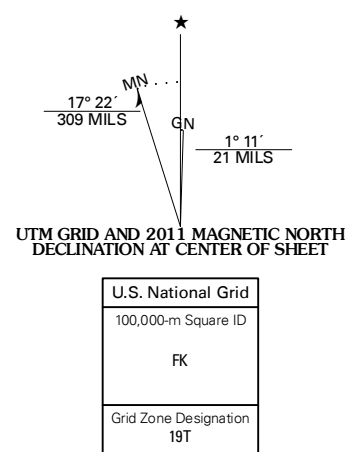 ★
MN
17° 22´
309 MILS
GN
1° 11´
21 MILS
UTM GRID AND 2011 MAGNETIC NORTH
DECLINATION AT CENTER OF SHEET
U.S. National Grid
100,000-m Square ID
FK
Grid Zone Designation
19T